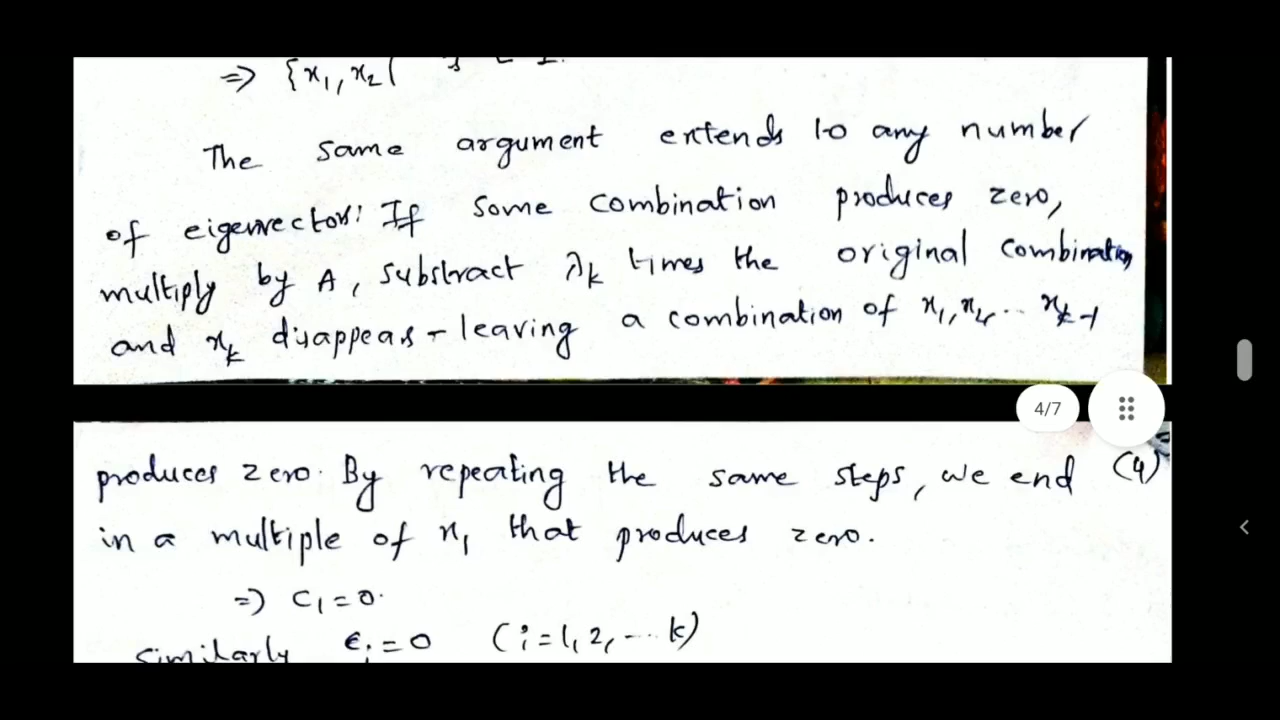 => {x1, x2
The same argument extends to any number
of eigenvectors: If some combination produces zero,
multiply by A, substract λk times the original combination
and xk disappears - leaving a combination of x1, x2, ... xk-1
4/7
produces zero. By repeating the same steps, we end (4)
in a multiple of x1 that produces zero.
=) C1 = 0.
Similarly ci = 0 (i = 1, 2, ... k)